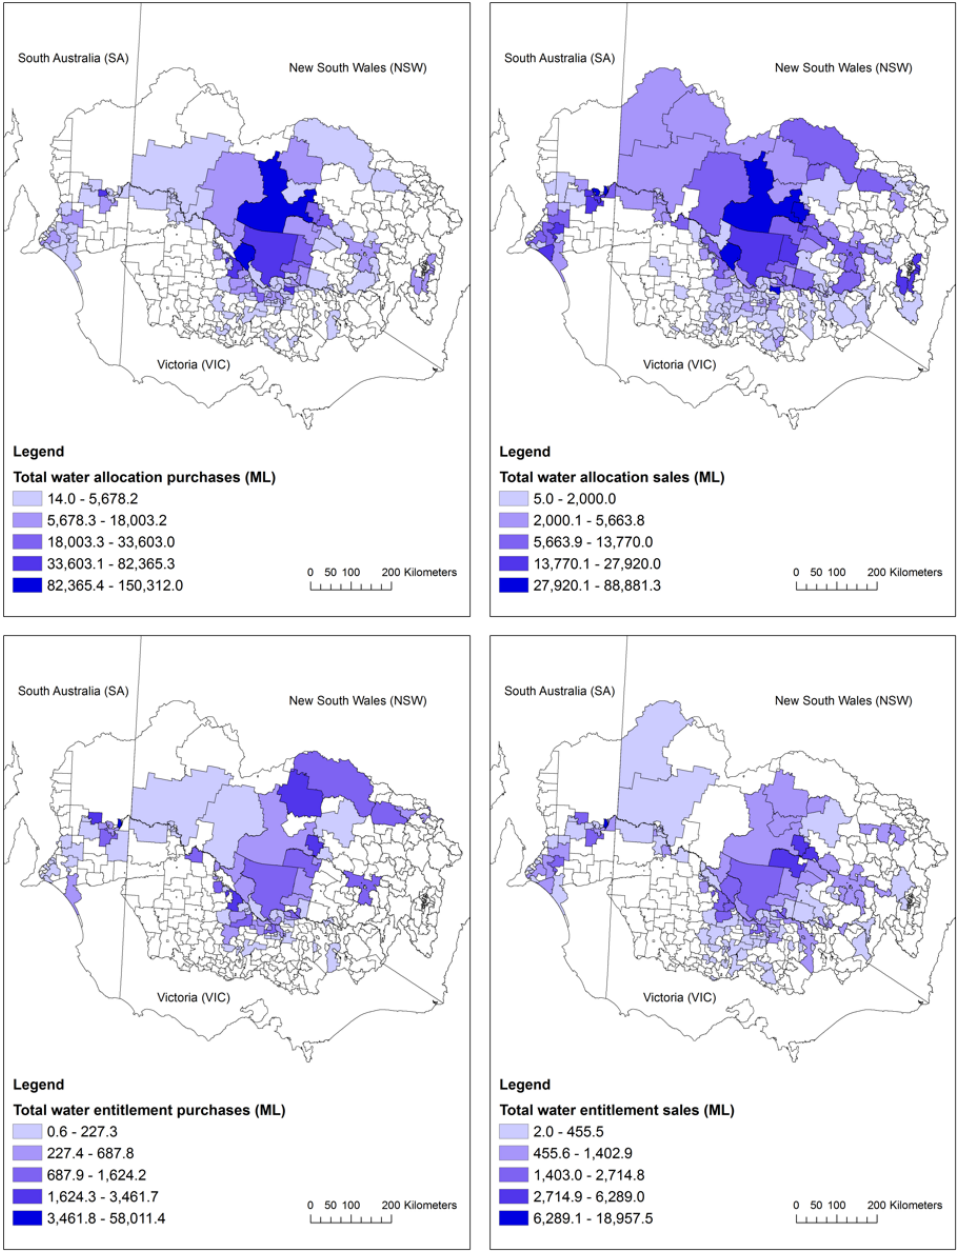 South Australia (SA)
New South Wales (NSW)
Victoria (VIC)
Legend
Total water allocation purchases (ML)
14.0 - 5,678.2
5,678.3 - 18,003.2
18,003.3 - 33,603.0
33,603.1 - 82,365.3
82,365.4 - 150,312.0
0 50 100 200 Kilometers
South Australia (SA)
New South Wales (NSW)
Victoria (VIC)
Legend
Total water allocation sales (ML)
5.0 - 2,000.0
2,000.1 - 5,663.8
5,663.9 - 13,770.0
13,770.1 - 27,920.0
27,920.1 - 88,881.3
0 50 100 200 Kilometers
South Australia (SA)
New South Wales (NSW)
Victoria (VIC)
Legend
Total water entitlement purchases (ML)
0.6 - 227.3
227.4 - 687.8
687.9 - 1,624.2
1,624.3 - 3,461.7
3,461.8 - 58,011.4
0 50 100 200 Kilometers
South Australia (SA)
New South Wales (NSW)
Victoria (VIC)
Legend
Total water entitlement sales (ML)
2.0 - 455.5
455.6 - 1,402.9
1,403.0 - 2,714.8
2,714.9 - 6,289.0
6,289.1 - 18,957.5
0 50 100 200 Kilometers